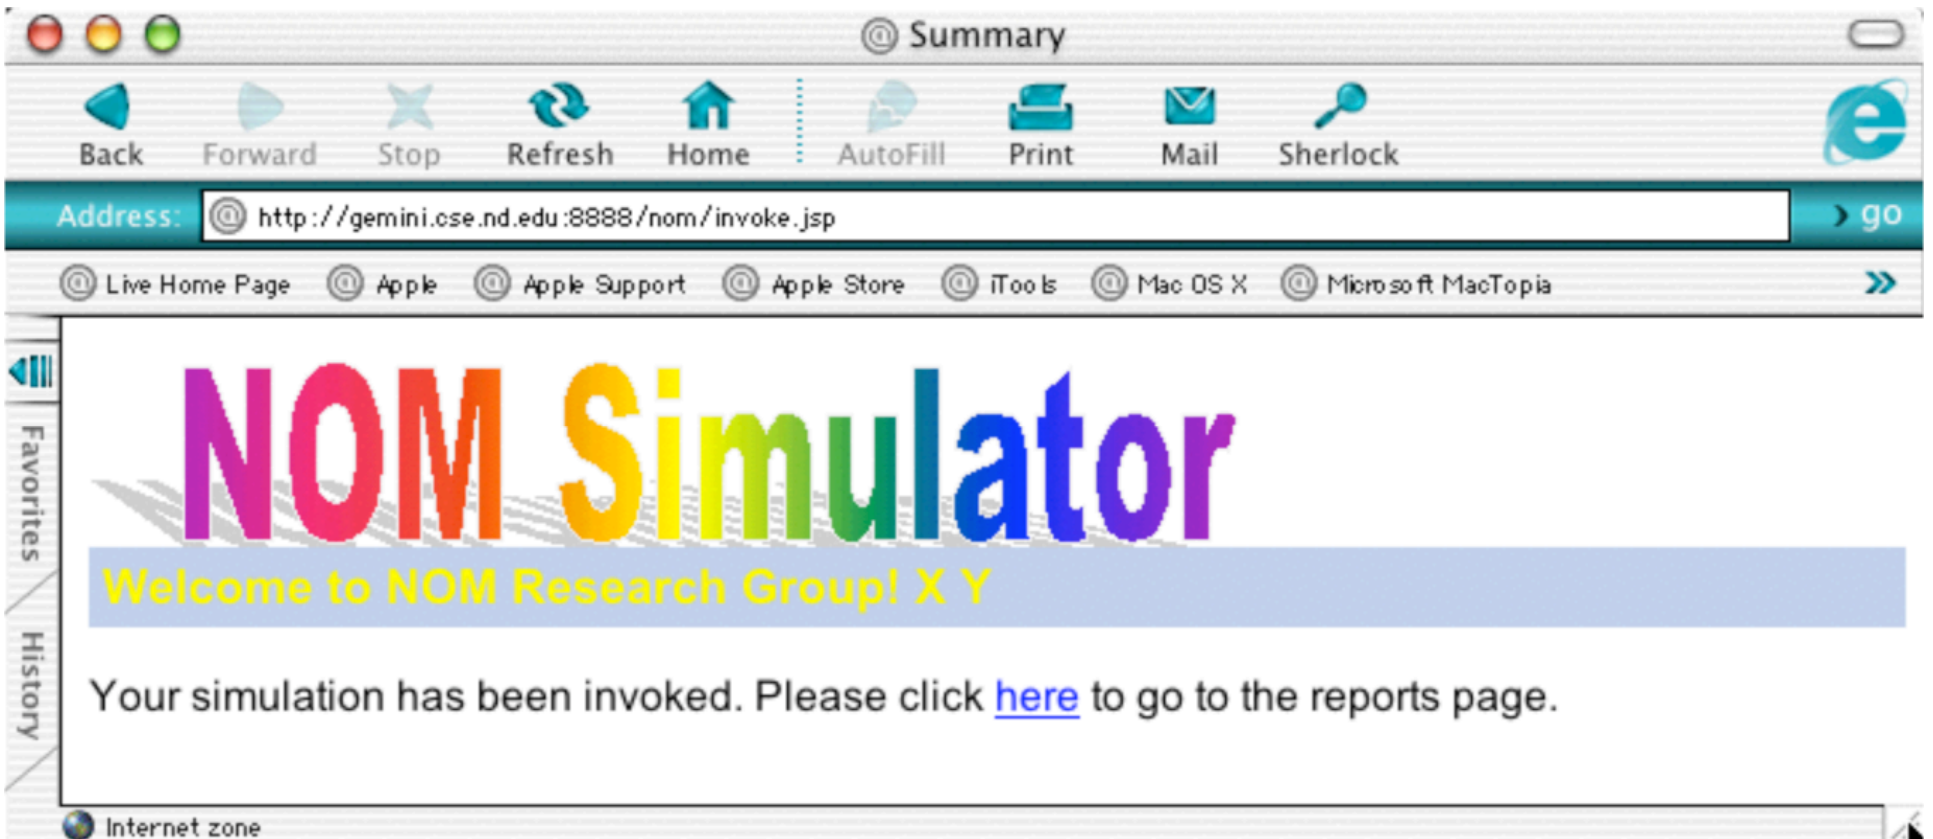 Summary
Back Forward Stop Refresh Home AutoFill Print Mail Sherlock
Address: http://gemini.cse.nd.edu:8888/nom/invoke.jsp go
Live Home Page Apple Apple Support Apple Store iTools Mac OS X Microsoft MacTopia
Favorites
History
NOM Simulator
Welcome to NOM Research Group! X Y
Your simulation has been invoked. Please click here to go to the reports page.
Internet zone